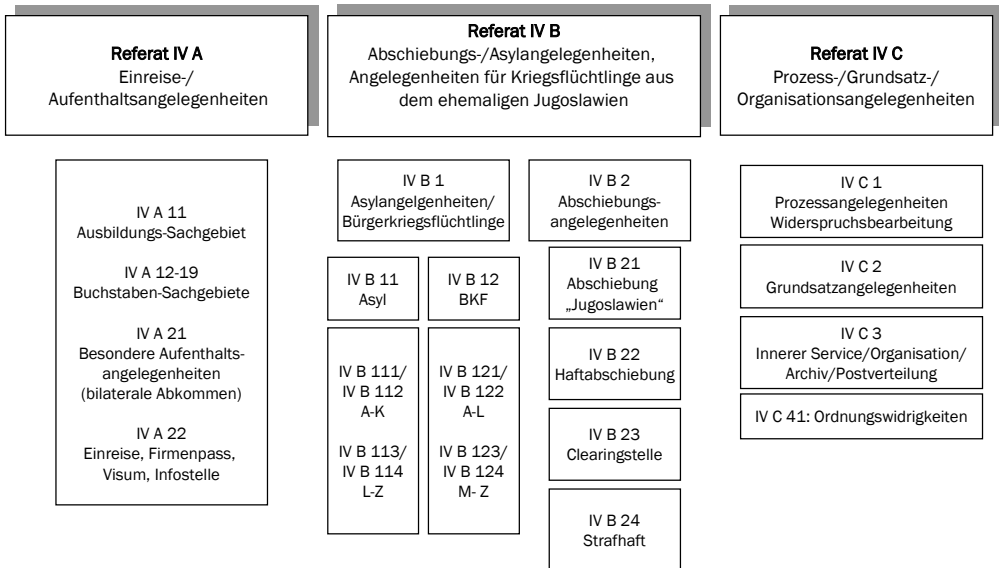 Referat IV A
Einreise-/
Aufenthaltsangelegenheiten
IV A 11
Ausbildungs-Sachgebiet
IV A 12-19
Buchstaben-Sachgebiete
IV A 21
Besondere Aufenthalts-
angelegenheiten
(bilaterale Abkommen)
IV A 22
Einreise, Firmenpass,
Visum, Infostelle
Referat IV B
Abschiebungs-/Asylangelegenheiten,
Angelegenheiten für Kriegsflüchtlinge aus
dem ehemaligen Jugoslawien
IV B 1
Asylangelgenheiten/
Bürgerkriegsflüchtlinge
IV B 11
Asyl
IV B 111/
IV B 112
A-K
IV B 113/
IV B 114
L-Z
IV B 12
BKF
IV B 121/
IV B 122
A-L
IV B 123/
IV B 124
M- Z
IV B 2
Abschiebungs-
angelegenheiten
IV B 21
Abschiebung
„Jugoslawien“
IV B 22
Haftabschiebung
IV B 23
Clearingstelle
IV B 24
Strafhaft
Referat IV C
Prozess-/Grundsatz-/
Organisationsangelegenheiten
IV C 1
Prozessangelegenheiten
Widerspruchsbearbeitung
IV C 2
Grundsatzangelegenheiten
IV C 3
Innerer Service/Organisation/
Archiv/Postverteilung
IV C 41: Ordnungswidrigkeiten